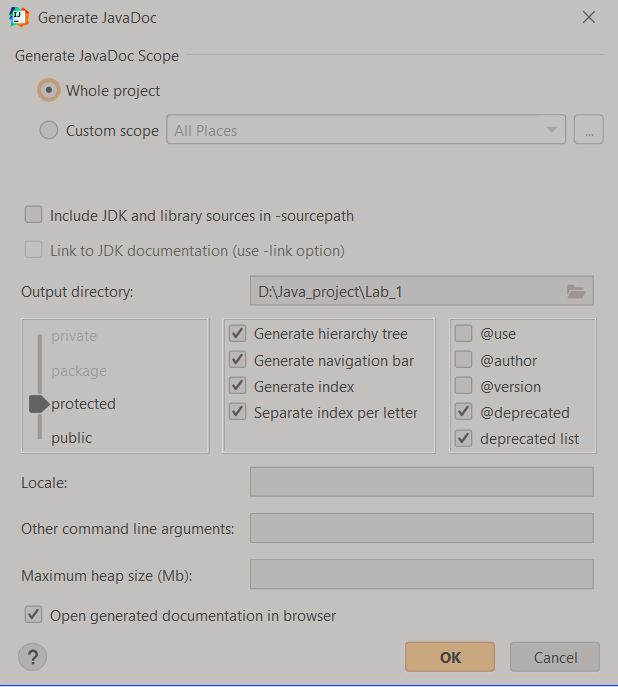 Generate JavaDoc
Generate JavaDoc Scope
Whole project
Custom scope All Places ...
Include JDK and library sources in -sourcepath
Link to JDK documentation (use -link option)
Output directory: D:\Java_project\Lab_1
private
package
protected
public
Generate hierarchy tree
Generate navigation bar
Generate index
Separate index per letter
@use
@author
@version
@deprecated
deprecated list
Locale:
Other command line arguments:
Maximum heap size (Mb):
Open generated documentation in browser
? OK Cancel